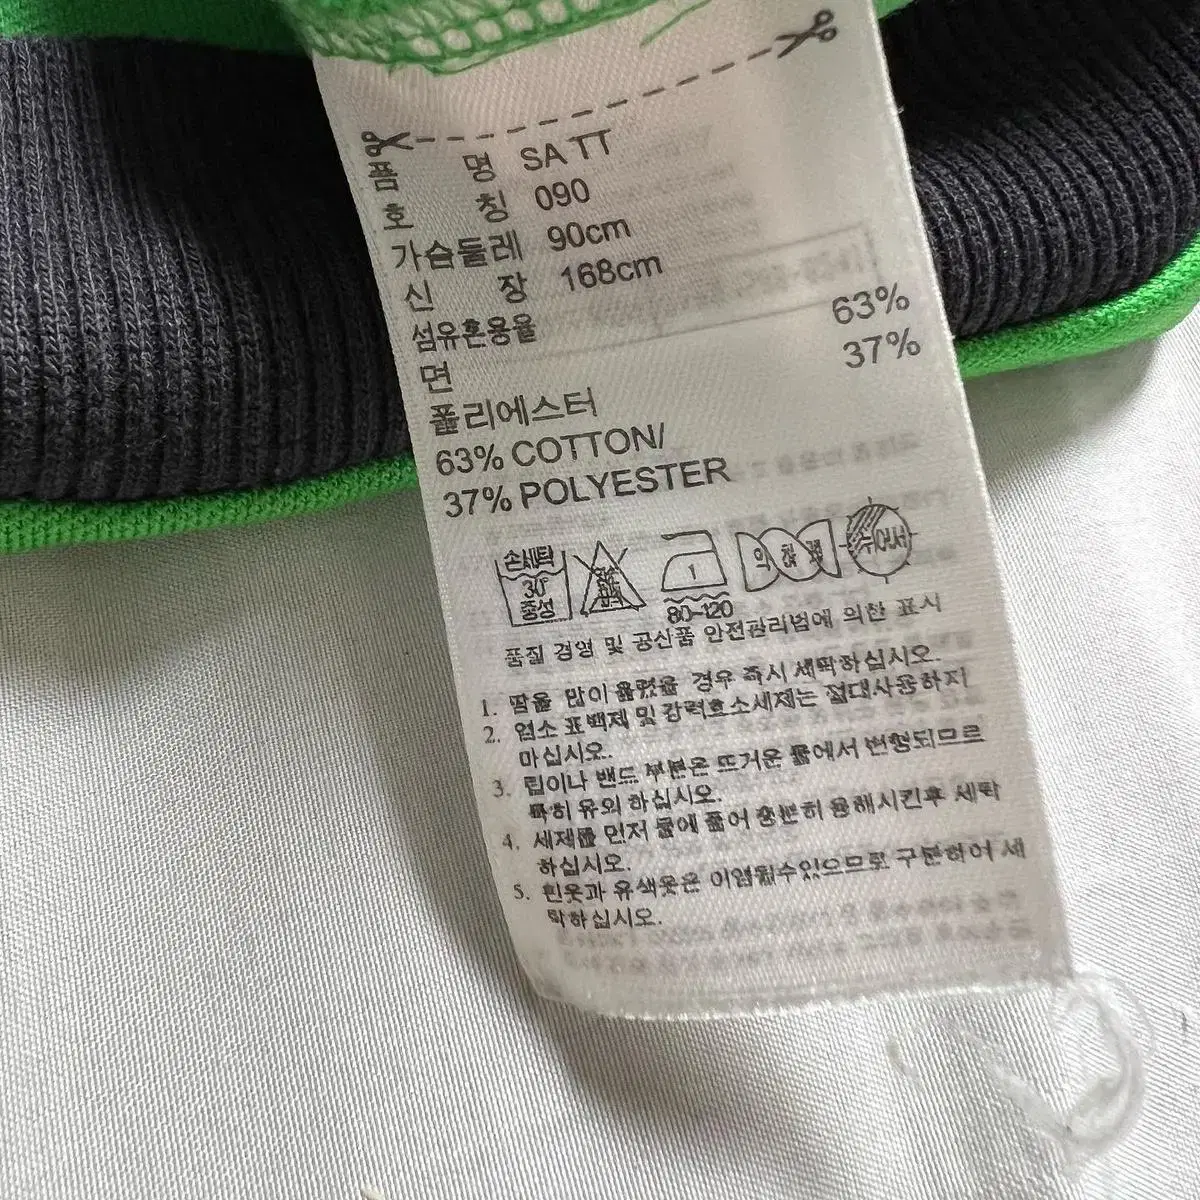 품 명 SA TT
호 칭 090
가슴둘레 90cm
신 장 168cm
섬유혼용율
면 63%
폴리에스터 37%
63% COTTON/
37% POLYESTER
손세탁 30° 중성
1
80-120
드라이
뉘어서
품질 경영 및 공산품 안전관리법에 의한 표시
1. 땀을 많이 흘렸을 경우 즉시 세탁하십시오.
2. 염소 표백제 및 강력효소세제는 절대사용하지
마십시오.
3. 립이나 밴드 부분은 뜨거운 물에서 변형되므로
특히 유의 하십시오.
4. 세제를 먼저 물에 풀어 충분히 용해시킨후 세탁
하십시오.
5. 흰옷과 유색옷은 이염될수있으므로 구분하여 세
탁하십시오.